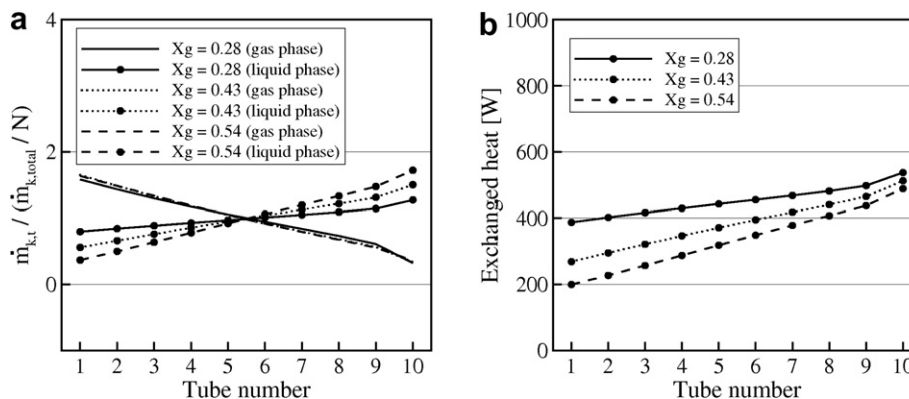 a
4
2
0
ṁk,t / (ṁk,total / N)
Xg = 0.28 (gas phase)
Xg = 0.28 (liquid phase)
Xg = 0.43 (gas phase)
Xg = 0.43 (liquid phase)
Xg = 0.54 (gas phase)
Xg = 0.54 (liquid phase)
1 2 3 4 5 6 7 8 9 10
Tube number
b
1000
800
600
400
200
0
Exchanged heat [W]
Xg = 0.28
Xg = 0.43
Xg = 0.54
1 2 3 4 5 6 7 8 9 10
Tube number